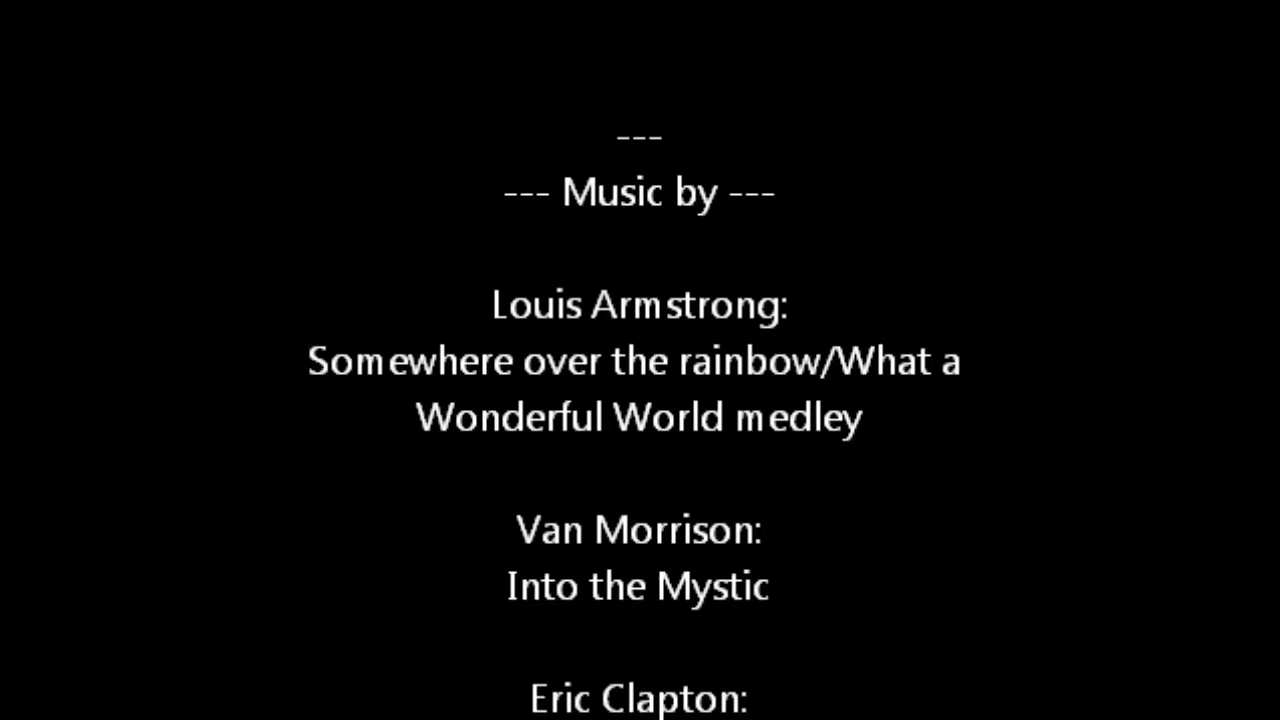 ---
--- Music by ---
Louis Armstrong:
Somewhere over the rainbow/What a
Wonderful World medley
Van Morrison:
Into the Mystic
Eric Clapton: